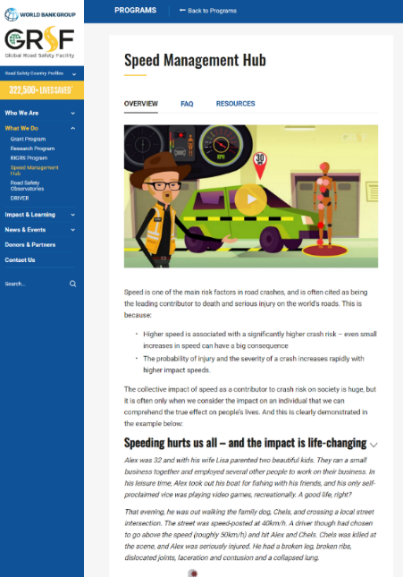 WORLD BANK GROUP
GRSF
Global Road Safety Facility
Road Safety Country Profiles
322,500+ LIVES SAVED
Who We Are
What We Do
Grant Program
Research Program
BIGRS Program
Speed Management
Hub
Road Safety
Observatories
DRIVER
Impact & Learning
News & Events
Donors & Partners
Contact Us
Search...
PROGRAMS
Back to Programs
Speed Management Hub
OVERVIEW FAQ RESOURCES
30
Speed is one of the main risk factors in road crashes, and is often cited as being
the leading contributor to death and serious injury on the world's roads. This is
because:
• Higher speed is associated with a significantly higher crash risk – even small
increases in speed can have a big consequence
• The probability of injury and the severity of a crash increases rapidly with
higher impact speeds.
The collective impact of speed as a contributor to crash risk on society is huge, but
it is often only when we consider the impact on an individual that we can
comprehend the true effect on people's lives. And this is clearly demonstrated in
the example below:
Speeding hurts us all – and the impact is life-changing
Alex was 32 and with his wife Lisa parented two beautiful kids. They ran a small
business together and employed several other people to work on their business. In
his leisure time, Alex took out his boat for fishing with his friends, and his only self-
proclaimed vice was playing video games, recreationally. A good life, right?
That evening, he was out walking the family dog, Chels, and crossing a local street
intersection. The street was speed-posted at 40km/h. A driver though had chosen
to go above the speed (roughly 50km/h) and hit Alex and Chels. Chels was killed at
the scene, and Alex was seriously injured. He had a broken leg, broken ribs,
dislocated joints, laceration and contusion and a collapsed lung.